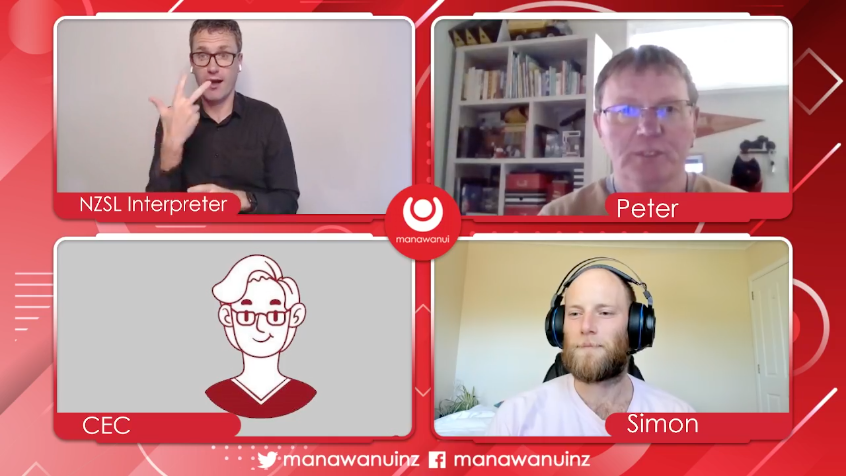 NZSL Interpreter
Peter
manawanui
CEC
Simon
manawanuinz manawanuinz